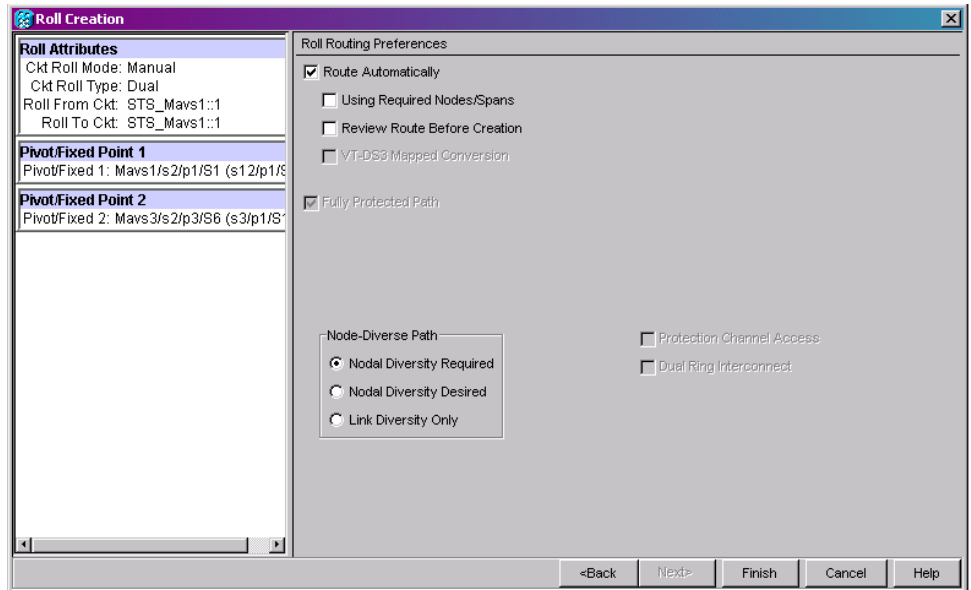 Roll Creation
Roll Attributes
Ckt Roll Mode: Manual
Ckt Roll Type: Dual
Roll From Ckt: STS_Mavs1::1
Roll To Ckt: STS_Mavs1::1
Pivot/Fixed Point 1
Pivot/Fixed 1: Mavs1/s2/p1/S1 (s12/p1/S
Pivot/Fixed Point 2
Pivot/Fixed 2: Mavs3/s2/p3/S6 (s3/p1/S1
Roll Routing Preferences
Route Automatically
Using Required Nodes/Spans
Review Route Before Creation
VT-DS3 Mapped Conversion
Fully Protected Path
Node-Diverse Path
Nodal Diversity Required
Nodal Diversity Desired
Link Diversity Only
Protection Channel Access
Dual Ring Interconnect
<Back
Next>
Finish
Cancel
Help